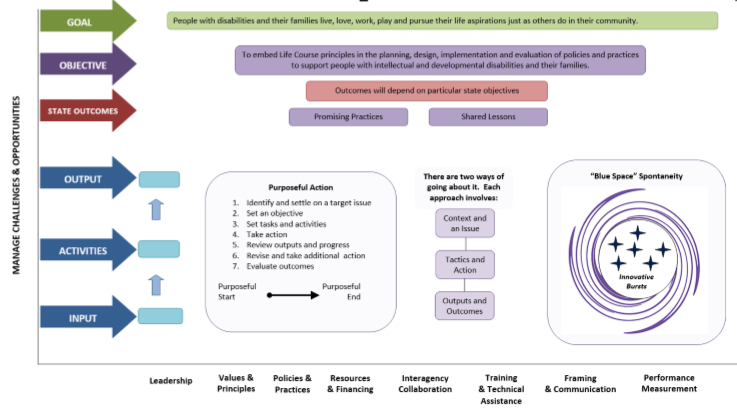 GOAL
People with disabilities and their families live, love, work, play and pursue their life aspirations just as others do in their community.
OBJECTIVE
To embed Life Course principles in the planning, design, implementation and evaluation of policies and practices
to support people with intellectual and developmental disabilities and their families.
STATE OUTCOMES
Outcomes will depend on particular state objectives
Promising Practices
Shared Lessons
MANAGE CHALLENGES & OPPORTUNITIES
OUTPUT
ACTIVITIES
INPUT
Purposeful Action
1. Identify and settle on a target issue
2. Set an objective
3. Set tasks and activities
4. Take action
5. Review outputs and progress
6. Revise and take additional action
7. Evaluate outcomes
Purposeful
Start
Purposeful
End
There are two ways of
going about it. Each
approach involves:
Context and
an Issue
Tactics and
Action
Outputs and
Outcomes
"Blue Space" Spontaneity
Innovative
Bursts
Leadership
Values &
Principles
Policies &
Practices
Resources
& Financing
Interagency
Collaboration
Training
& Technical
Assistance
Framing
& Communication
Performance
Measurement